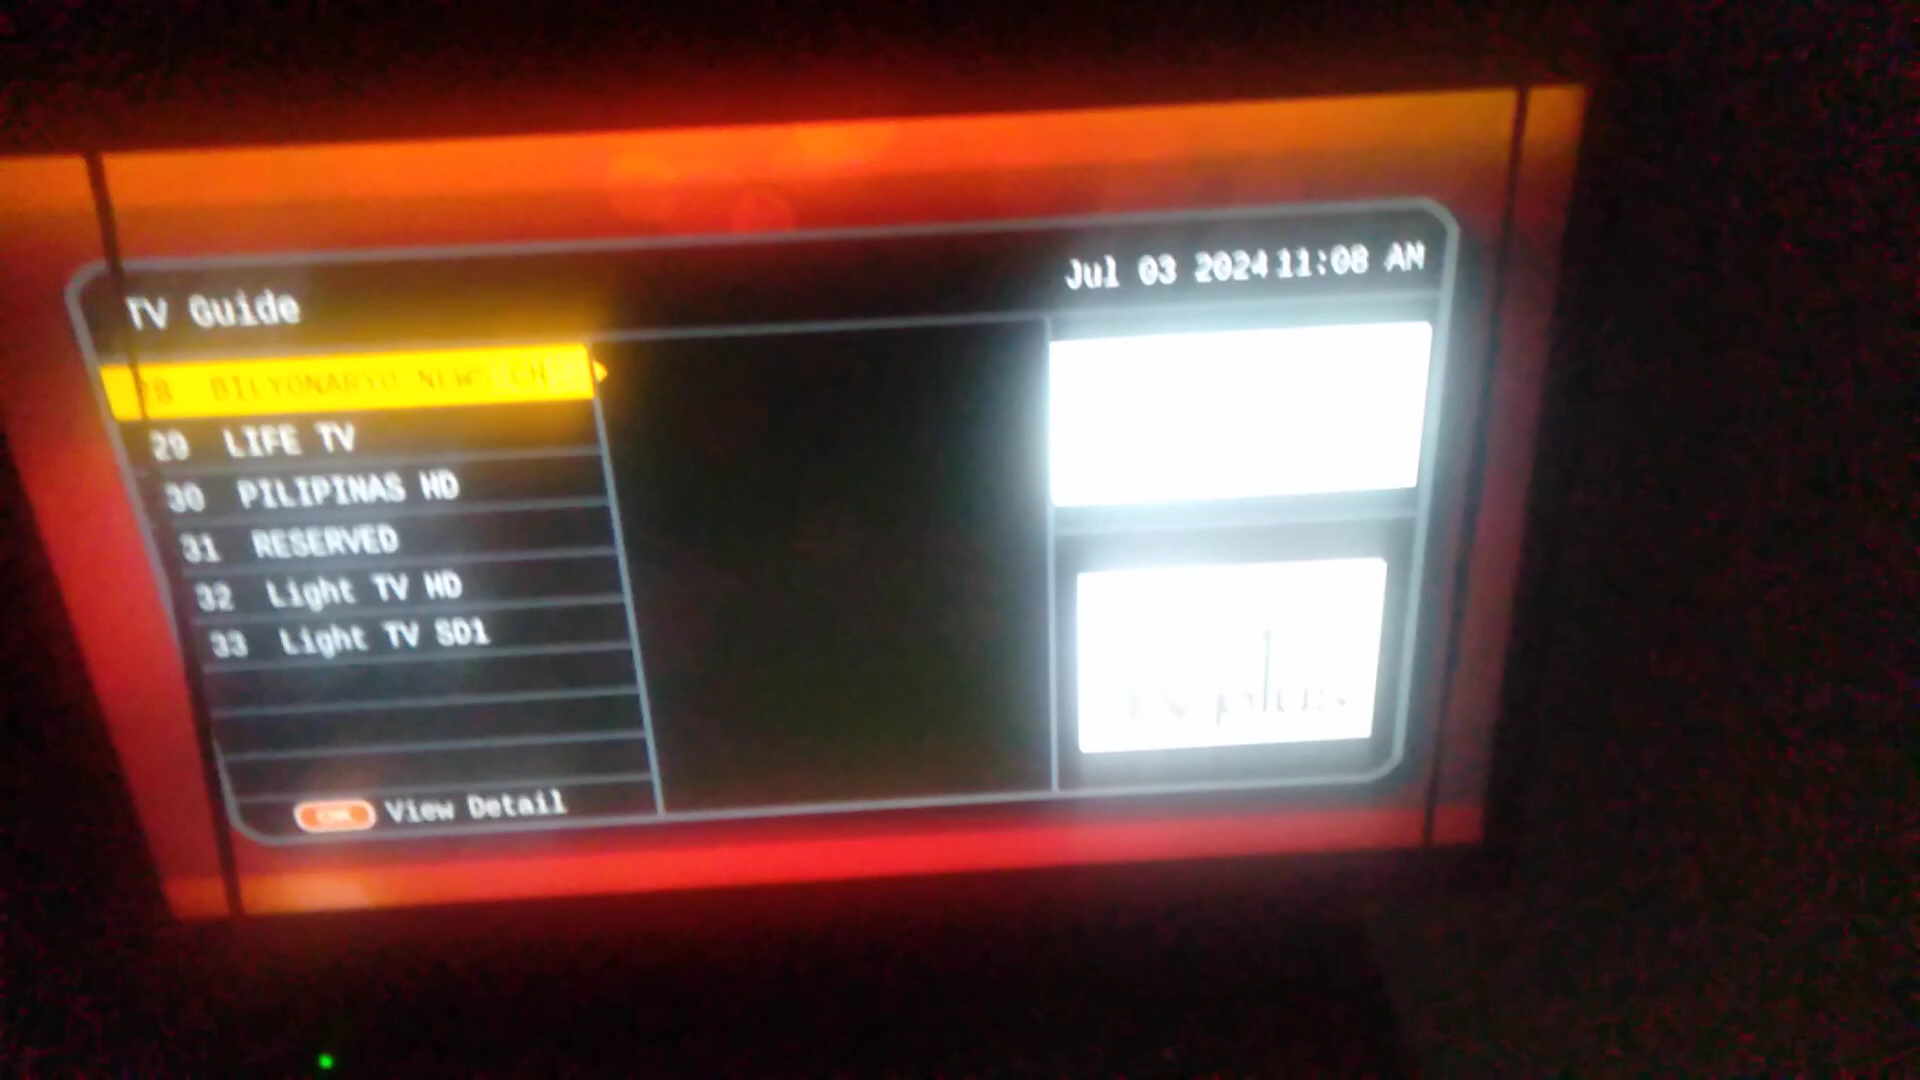 TV Guide
Jul 03 2024 11:08 AM
28 BILYONARYO NEWS CH
29 LIFE TV
30 PILIPINAS HD
31 RESERVED
32 Light TV HD
33 Light TV SD1
OK View Detail
TVplus